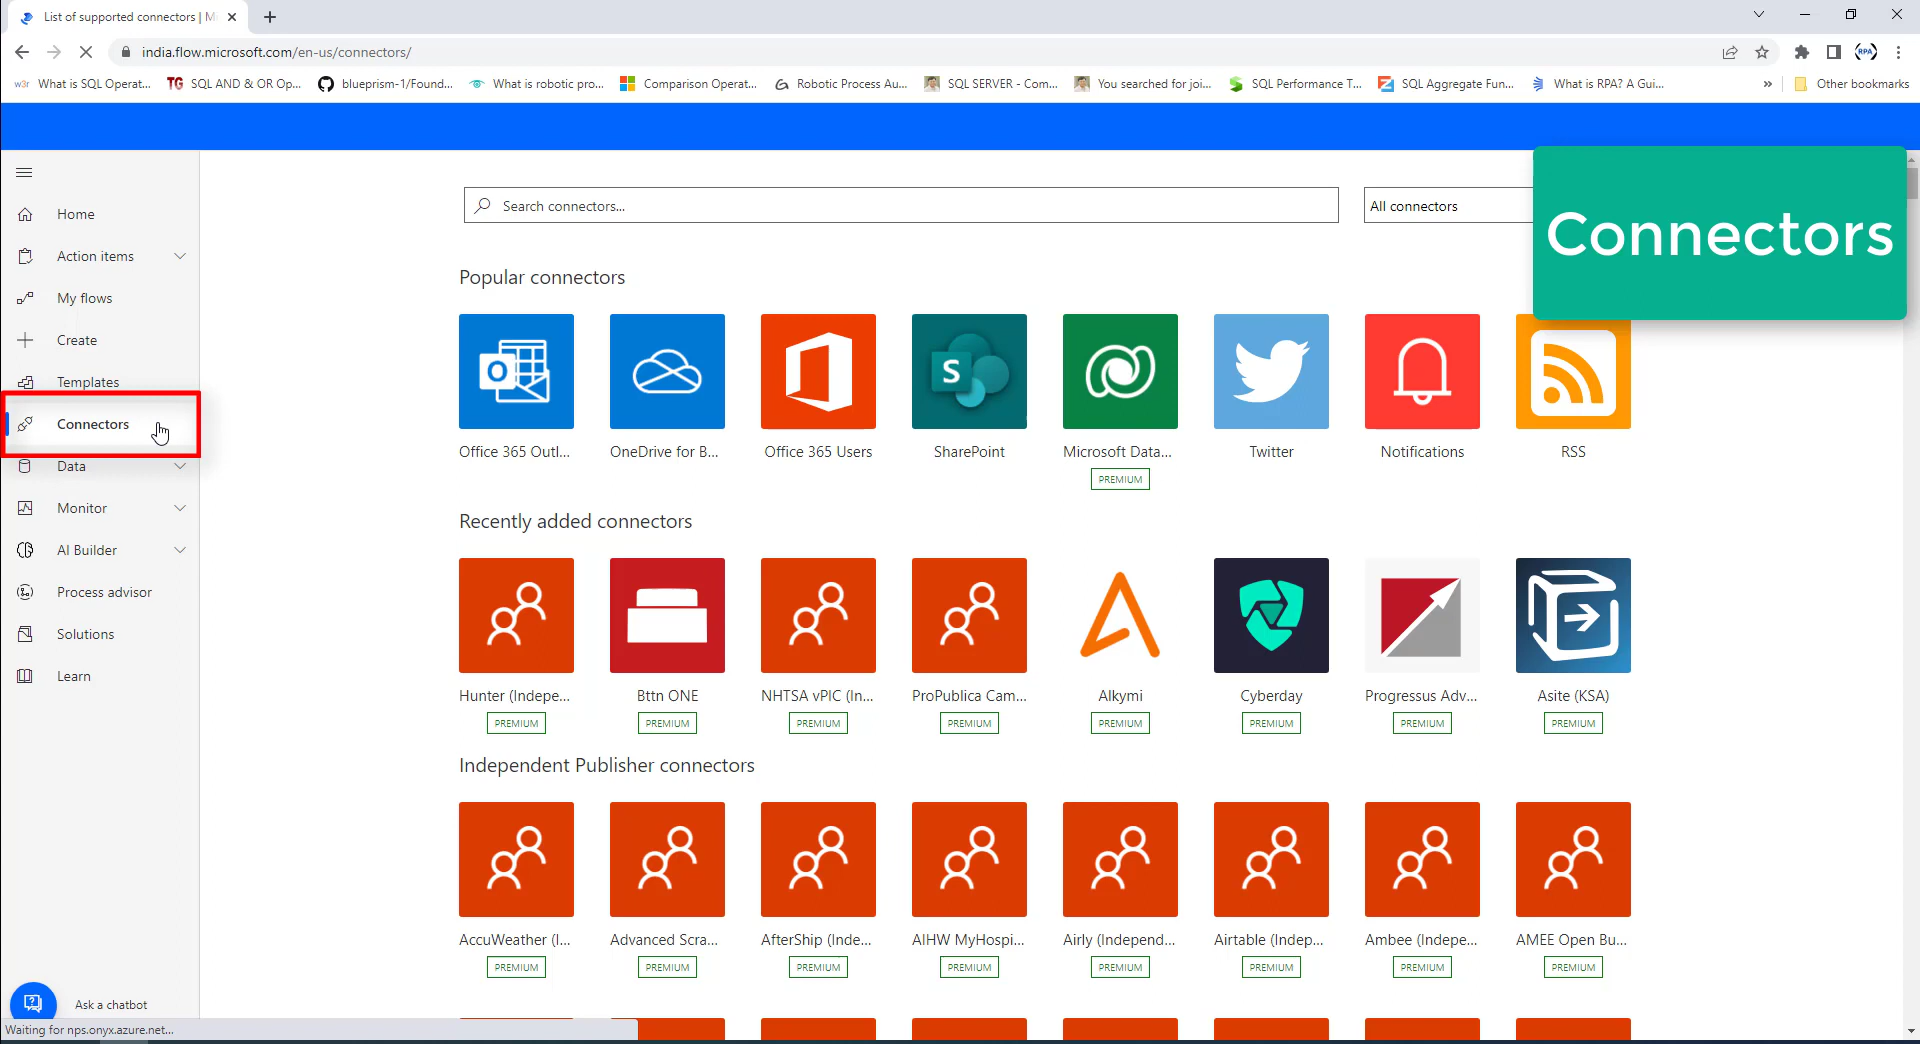 List of supported connectors | M
india.flow.microsoft.com/en-us/connectors/
(RPA)
w3r What is SQL Operat...
TG SQL AND & OR Op...
blueprism-1/Found...
What is robotic pro...
Comparison Operat...
Robotic Process Au...
SQL SERVER - Com...
You searched for joi...
SQL Performance T...
SQL Aggregate Fun...
What is RPA? A Gui...
»
Other bookmarks
Home
Action items
My flows
Create
Templates
Connectors
Data
Monitor
AI Builder
Process advisor
Solutions
Learn
Ask a chatbot
Waiting for nps.onyx.azure.net...
Search connectors...
All connectors
Connectors
Popular connectors
Office 365 Outl...
OneDrive for B...
Office 365 Users
S
SharePoint
Microsoft Data...
PREMIUM
Twitter
Notifications
RSS
Recently added connectors
Hunter (Indepe...
PREMIUM
Bttn ONE
PREMIUM
NHTSA vPIC (In...
PREMIUM
ProPublica Cam...
PREMIUM
Alkymi
PREMIUM
Cyberday
PREMIUM
Progressus Adv...
PREMIUM
Asite (KSA)
PREMIUM
Independent Publisher connectors
AccuWeather (I...
PREMIUM
Advanced Scra...
PREMIUM
AfterShip (Inde...
PREMIUM
AIHW MyHospi...
PREMIUM
Airly (Independ...
PREMIUM
Airtable (Indep...
PREMIUM
Ambee (Indepe...
PREMIUM
AMEE Open Bu...
PREMIUM